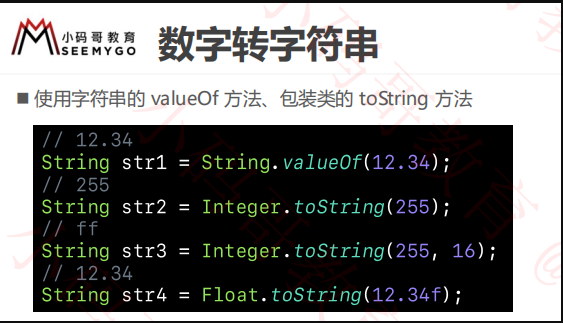 小码哥教育
SEEMYGO
数字转字符串
■ 使用字符串的 valueOf 方法、包装类的 toString 方法
// 12.34
String str1 = String.valueOf(12.34);
// 255
String str2 = Integer.toString(255);
// ff
String str3 = Integer.toString(255, 16);
// 12.34
String str4 = Float.toString(12.34f);